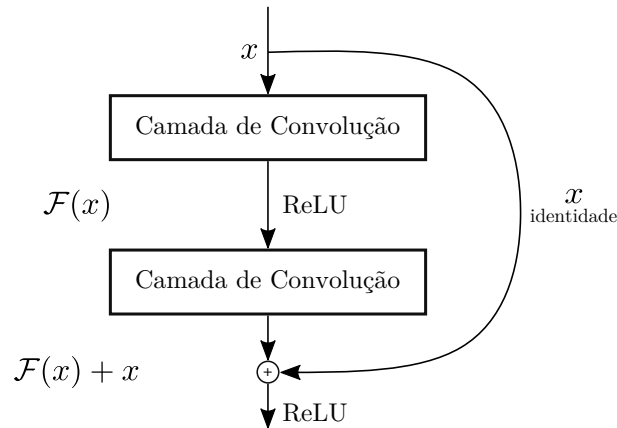 x
Camada de Convolução
ReLU
F(x)
x
identidade
Camada de Convolução
F(x) + x
+
ReLU